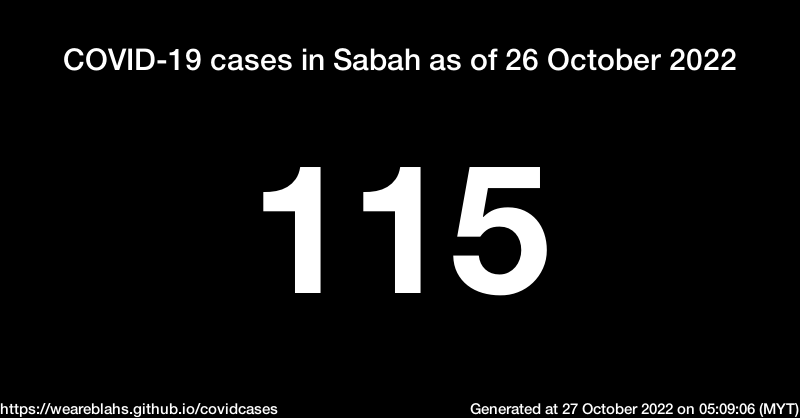 COVID-19 cases in Sabah as of 26 October 2022
115
https://weareblahs.github.io/covidcases
Generated at 27 October 2022 on 05:09:06 (MYT)